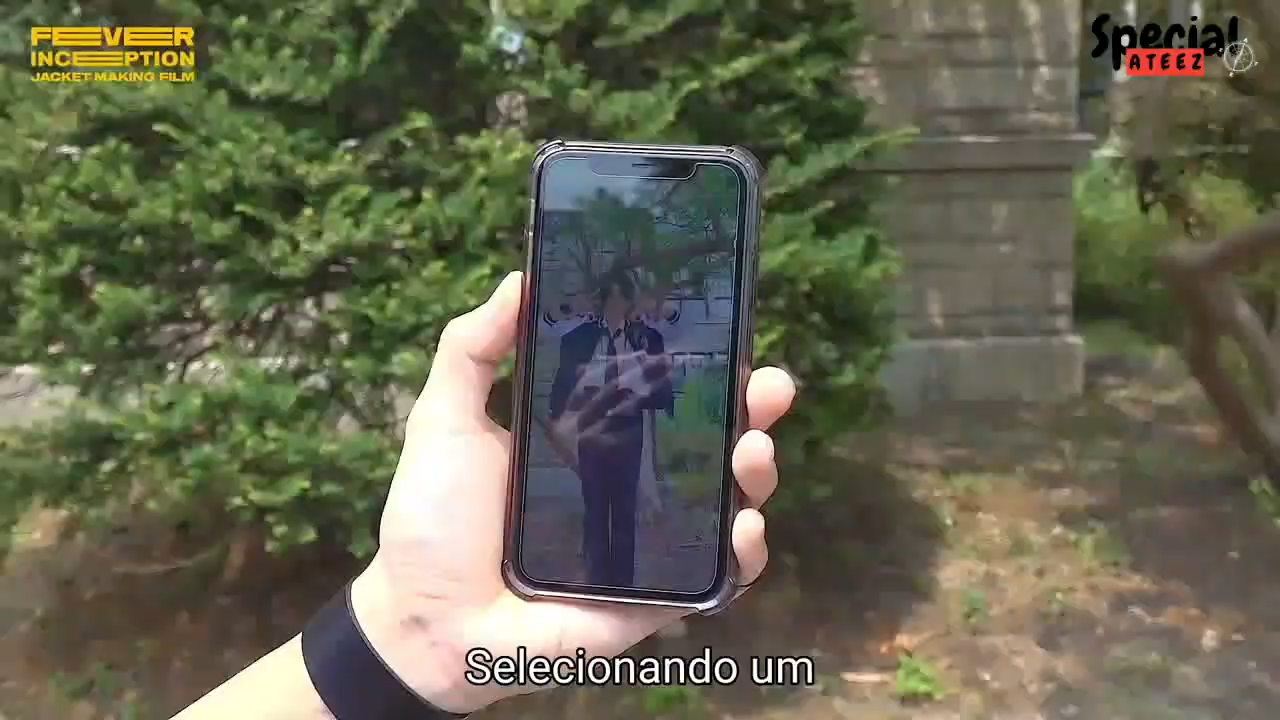 FEVER
INCEPTION
JACKET MAKING FILM
Special
ATEEZ
Selecionando um